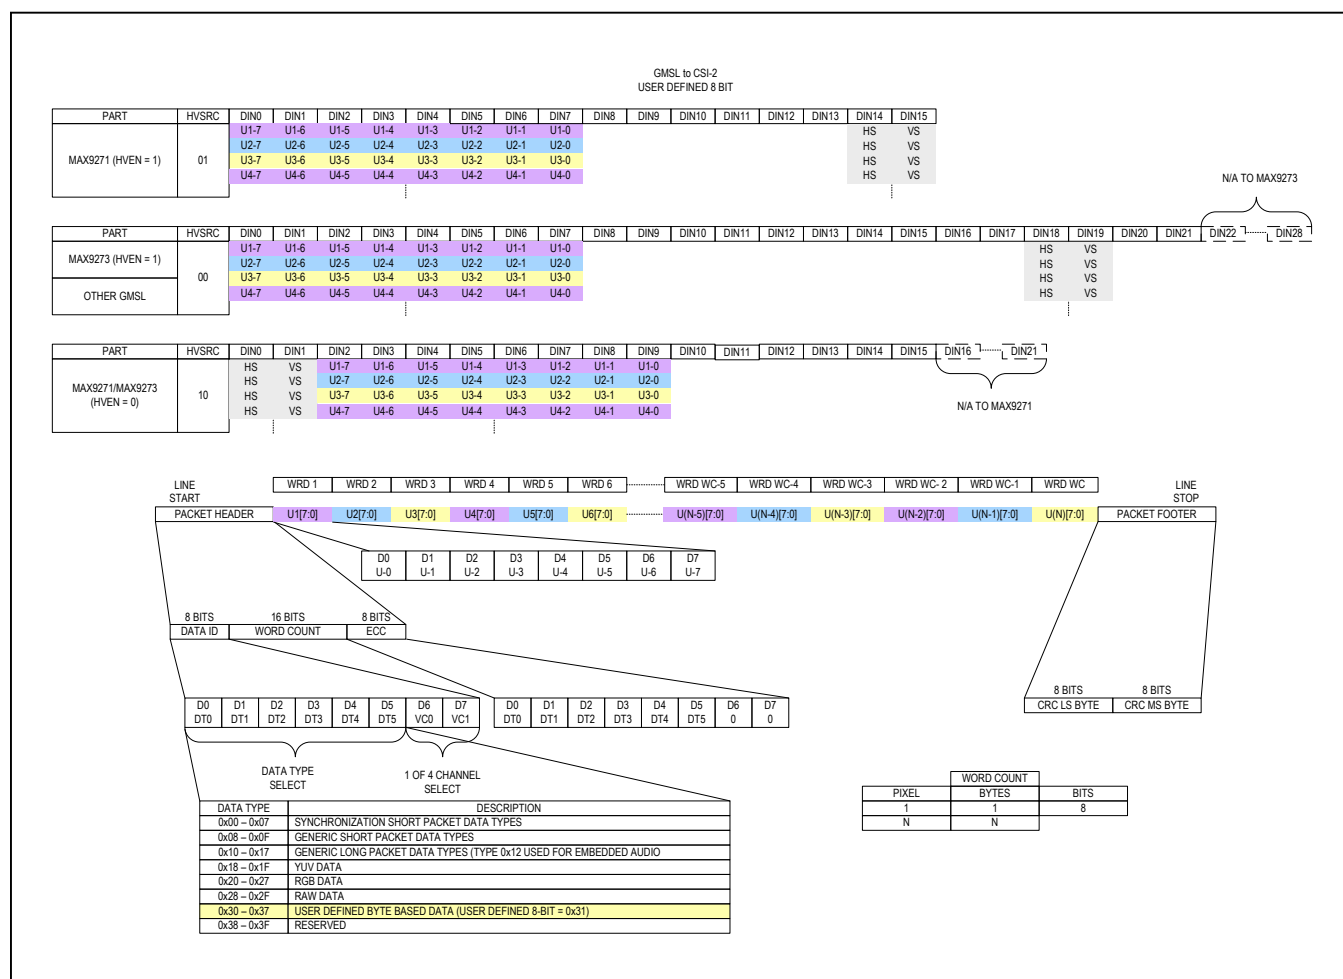 GMSL to CSI-2
USER DEFINED 8 BIT
PART HVSRC DIN0 DIN1 DIN2 DIN3 DIN4 DIN5 DIN6 DIN7 DIN8 DIN9 DIN10 DIN11 DIN12 DIN13 DIN14 DIN15
U1-7 U1-6 U1-5 U1-4 U1-3 U1-2 U1-1 U1-0 HS VS
U2-7 U2-6 U2-5 U2-4 U2-3 U2-2 U2-1 U2-0 HS VS
MAX9271 (HVEN = 1) 01 U3-7 U3-6 U3-5 U3-4 U3-3 U3-2 U3-1 U3-0 HS VS
U4-7 U4-6 U4-5 U4-4 U4-3 U4-2 U4-1 U4-0 HS VS
N/A TO MAX9273
PART HVSRC DIN0 DIN1 DIN2 DIN3 DIN4 DIN5 DIN6 DIN7 DIN8 DIN9 DIN10 DIN11 DIN12 DIN13 DIN14 DIN15 DIN16 DIN17 DIN18 DIN19 DIN20 DIN21 DIN22 DIN28
U1-7 U1-6 U1-5 U1-4 U1-3 U1-2 U1-1 U1-0 HS VS
MAX9273 (HVEN = 1) U2-7 U2-6 U2-5 U2-4 U2-3 U2-2 U2-1 U2-0 HS VS
00 U3-7 U3-6 U3-5 U3-4 U3-3 U3-2 U3-1 U3-0 HS VS
OTHER GMSL U4-7 U4-6 U4-5 U4-4 U4-3 U4-2 U4-1 U4-0 HS VS
PART HVSRC DIN0 DIN1 DIN2 DIN3 DIN4 DIN5 DIN6 DIN7 DIN8 DIN9 DIN10 DIN11 DIN12 DIN13 DIN14 DIN15 DIN16 DIN21
HS VS U1-7 U1-6 U1-5 U1-4 U1-3 U1-2 U1-1 U1-0
HS VS U2-7 U2-6 U2-5 U2-4 U2-3 U2-2 U2-1 U2-0
MAX9271/MAX9273
(HVEN = 0) 10 HS VS U3-7 U3-6 U3-5 U3-4 U3-3 U3-2 U3-1 U3-0
HS VS U4-7 U4-6 U4-5 U4-4 U4-3 U4-2 U4-1 U4-0
N/A TO MAX9271
LINE
START
WRD 1 WRD 2 WRD 3 WRD 4 WRD 5 WRD 6 WRD WC-5 WRD WC-4 WRD WC-3 WRD WC- 2 WRD WC-1 WRD WC
LINE
STOP
PACKET HEADER U1[7:0] U2[7:0] U3[7:0] U4[7:0] U5[7:0] U6[7:0] U(N-5)[7:0] U(N-4)[7:0] U(N-3)[7:0] U(N-2)[7:0] U(N-1)[7:0] U(N)[7:0] PACKET FOOTER
D0 D1 D2 D3 D4 D5 D6 D7
U-0 U-1 U-2 U-3 U-4 U-5 U-6 U-7
8 BITS 16 BITS 8 BITS
DATA ID WORD COUNT ECC
D0 D1 D2 D3 D4 D5 D6 D7
DT0 DT1 DT2 DT3 DT4 DT5 VC0 VC1
D0 D1 D2 D3 D4 D5 D6 D7
DT0 DT1 DT2 DT3 DT4 DT5 0 0
8 BITS 8 BITS
CRC LS BYTE CRC MS BYTE
DATA TYPE
SELECT
1 OF 4 CHANNEL
SELECT
WORD COUNT
PIXEL BYTES BITS
1 1 8
N N
DATA TYPE DESCRIPTION
0x00 – 0x07 SYNCHRONIZATION SHORT PACKET DATA TYPES
0x08 – 0x0F GENERIC SHORT PACKET DATA TYPES
0x10 – 0x17 GENERIC LONG PACKET DATA TYPES (TYPE 0x12 USED FOR EMBEDDED AUDIO
0x18 – 0x1F YUV DATA
0x20 – 0x27 RGB DATA
0x28 – 0x2F RAW DATA
0x30 – 0x37 USER DEFINED BYTE BASED DATA (USER DEFINED 8-BIT = 0x31)
0x38 – 0x3F RESERVED